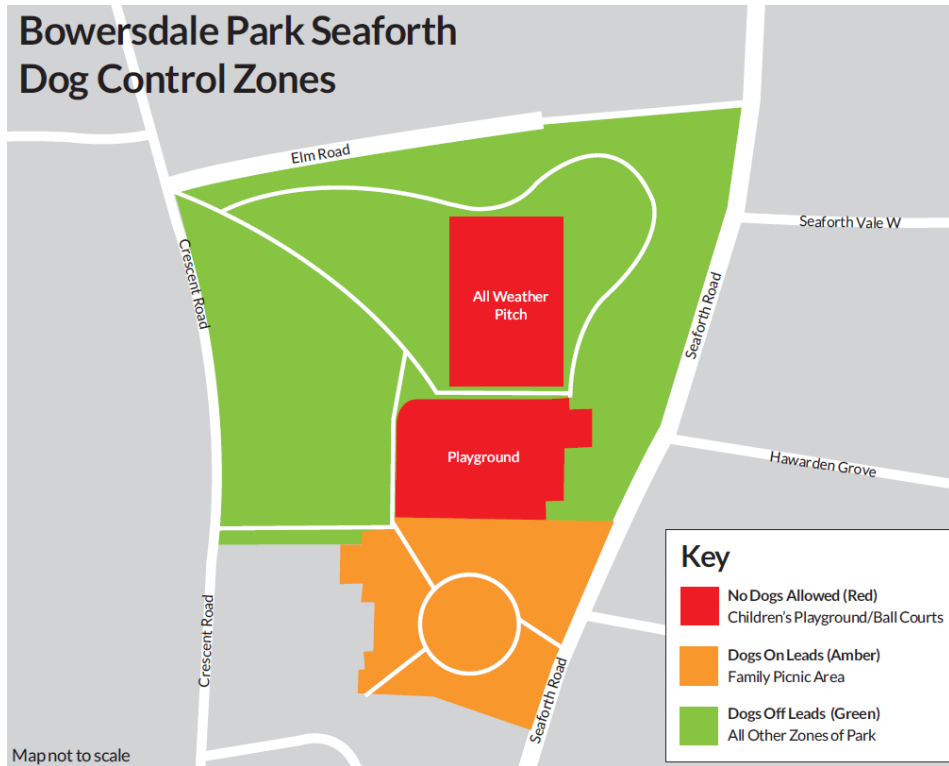 Bowersdale Park Seaforth
Dog Control Zones
Elm Road
Seaforth Vale W
Crescent Road
All Weather
Pitch
Seaforth Road
Playground
Hawarden Grove
Key
No Dogs Allowed (Red)
Children's Playground/Ball Courts
Dogs On Leads (Amber)
Family Picnic Area
Dogs Off Leads (Green)
All Other Zones of Park
Crescent Road
Seaforth Road
Map not to scale